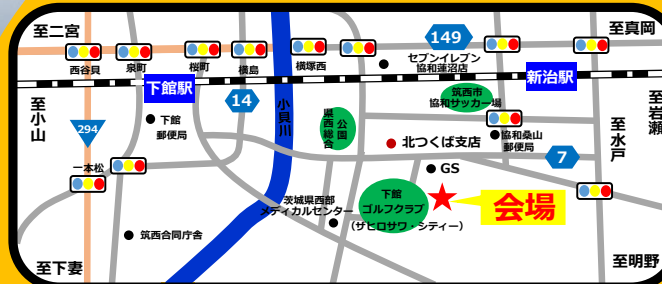 至二宮
149
至真岡
西谷貝
泉町
桜町
横島
横塚西
セブンイレブン
協和蓮沼店
下館駅
新治駅
至小山
294
14
小貝川
下館
郵便局
県西総合
公園
筑西市
協和サッカー場
北つくば支店
協和桑山
郵便局
至水戸
至岩瀬
7
一本松
GS
茨城県西部
メディカルセンター
下館
ゴルフクラブ
(ザヒロサワ・シティー)
会場
筑西合同庁舎
至下妻
至明野